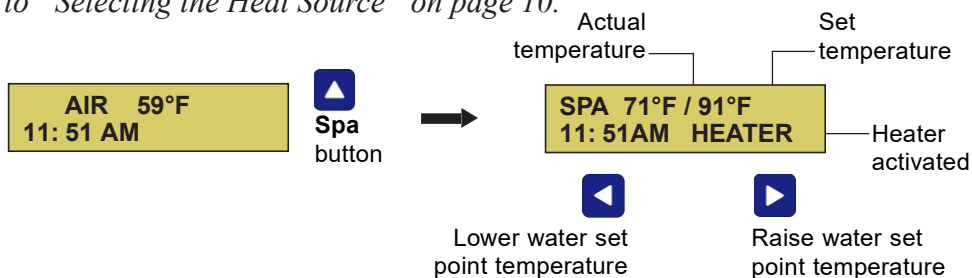 to "Selecting the Heat Source" on page 10.
Actual
temperature
Set
temperature
AIR 59°F
11: 51 AM
Spa
button
SPA 71°F / 91°F
11: 51AM HEATER
Heater
activated
Lower water set
point temperature
Raise water set
point temperature